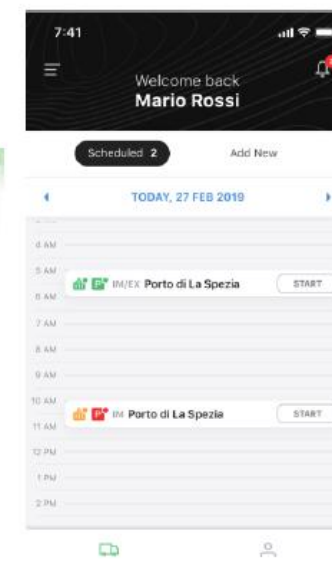 7:41
Welcome back
Mario Rossi
Scheduled 2
Add New
TODAY, 27 FEB 2019
4 AM
5 AM
IM/EX Porto di La Spezia
START
6 AM
7 AM
8 AM
9 AM
10 AM
IM Porto di La Spezia
START
11 AM
12 PM
1 PM
2 PM